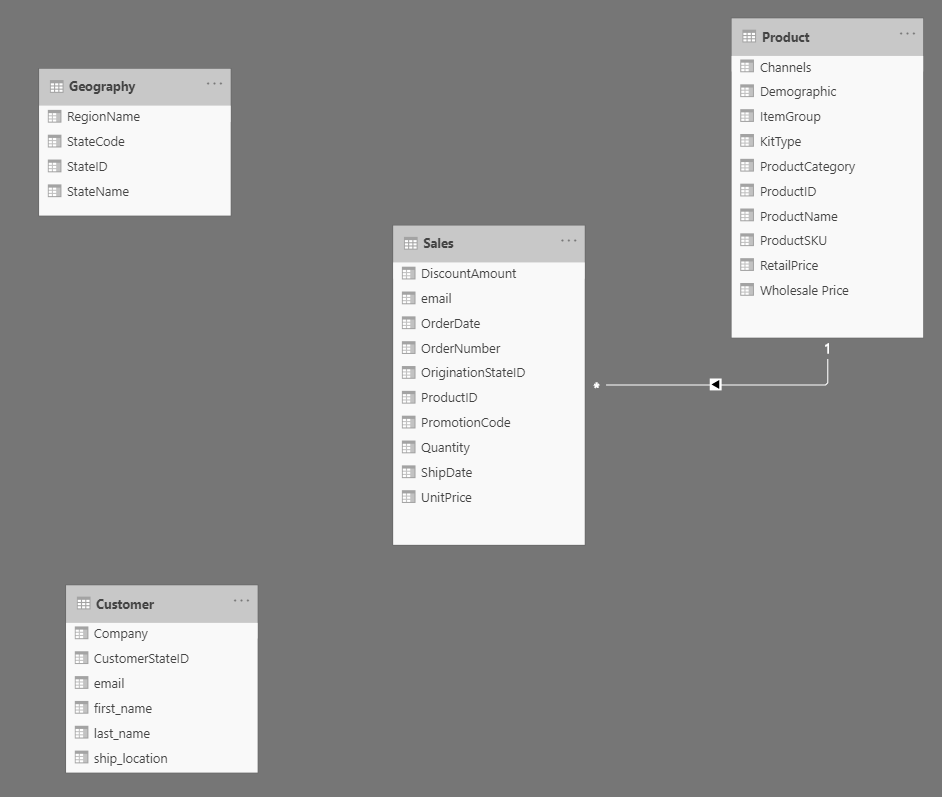 Geography
RegionName
StateCode
StateID
StateName
Sales
DiscountAmount
email
OrderDate
OrderNumber
OriginationStateID
ProductID
PromotionCode
Quantity
ShipDate
UnitPrice
Product
Channels
Demographic
ItemGroup
KitType
ProductCategory
ProductID
ProductName
ProductSKU
RetailPrice
Wholesale Price
1
*
Customer
Company
CustomerStateID
email
first_name
last_name
ship_location